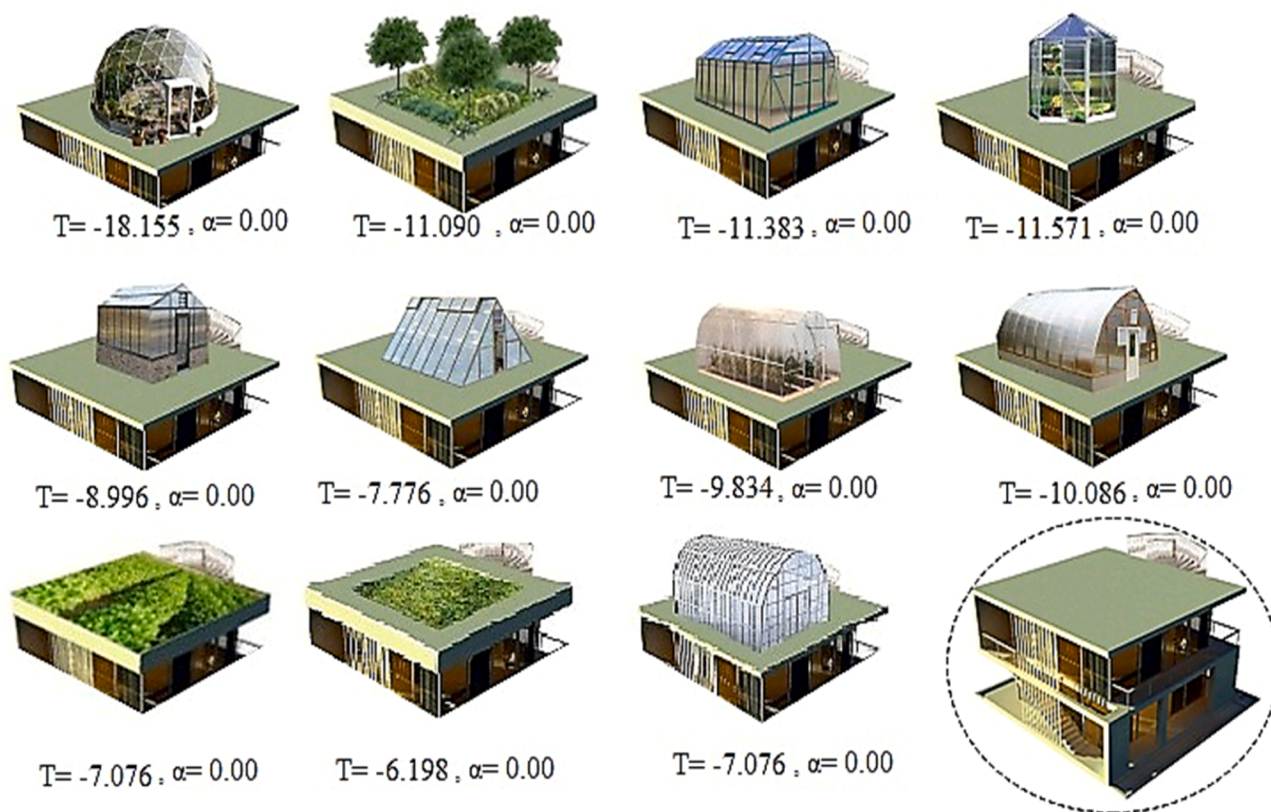 T= -18.155 , α= 0.00
T= -11.090 , α= 0.00
T= -11.383 , α= 0.00
T= -11.571 , α= 0.00
T= -8.996 , α= 0.00
T= -7.776 , α= 0.00
T= -9.834 , α= 0.00
T= -10.086 , α= 0.00
T= -7.076 , α= 0.00
T= -6.198 , α= 0.00
T= -7.076 , α= 0.00